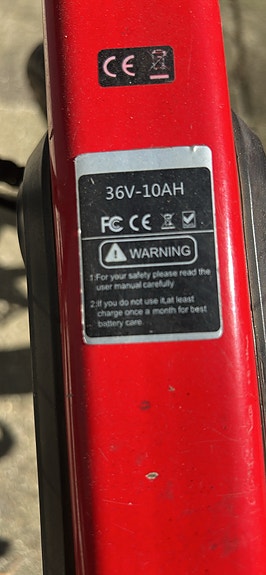 CE
36V-10AH
FC CE
WARNING
1:For your safety please read the
user manual carefully
2:If you do not use it,at least
charge once a month for best
battery care.